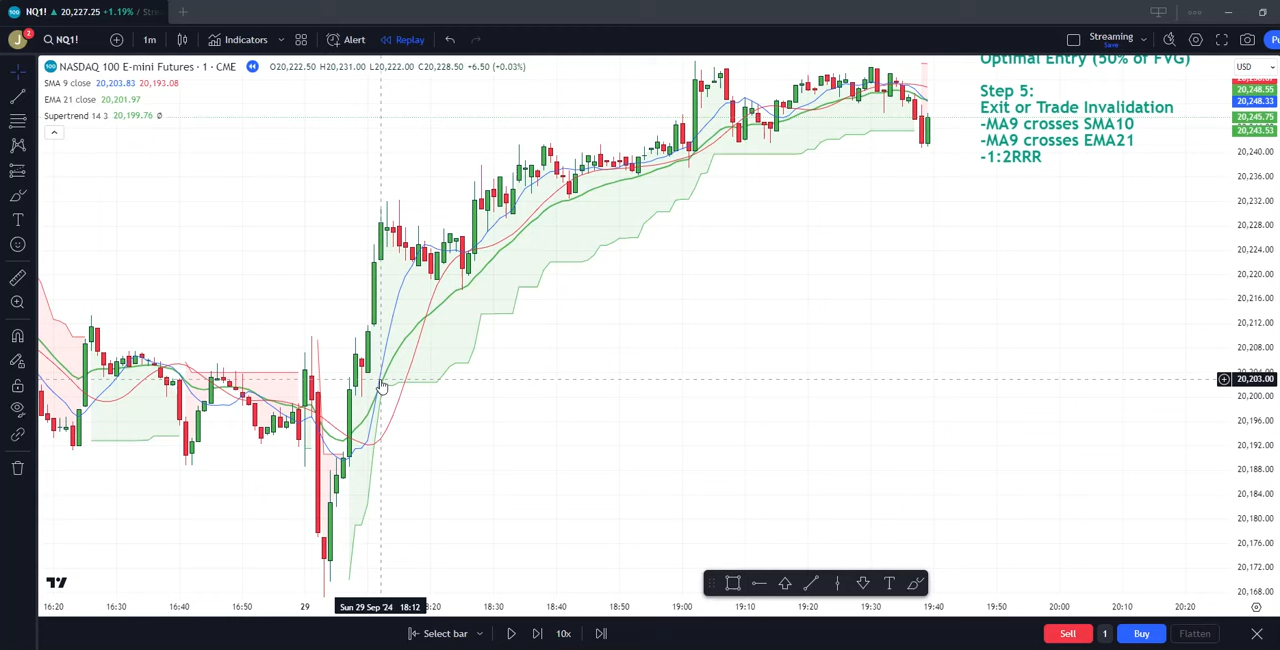 NQ1! ▲ 20,227.25 +1.19% / Stre
J 2 NQ1! 1m Indicators Alert Replay Streaming Save Pu
Optimal Entry (50% of FVG)
Step 5:
Exit or Trade Invalidation
-MA9 crosses SMA10
-MA9 crosses EMA21
-1:2RRR
100 NASDAQ 100 E-mini Futures · 1 · CME O20,222.50 H20,231.00 L20,222.00 C20,228.50 +6.50 (+0.03%)
SMA 9 close 20,203.83 20,193.08
EMA 21 close 20,201.97
Supertrend 14 3 20,199.76 Ø
USD
20,248.55
20,248.33
20,245.75
20,243.53
20,240.00
20,236.00
20,232.00
20,228.00
20,224.00
20,220.00
20,216.00
20,212.00
20,208.00
20,203.00
20,200.00
20,196.00
20,192.00
20,188.00
20,184.00
20,180.00
20,176.00
20,172.00
20,168.00
16:20 16:30 16:40 16:50 29 Sun 29 Sep '24 18:12 8:20 18:30 18:40 18:50 19:00 19:10 19:20 19:30 19:40 19:50 20:00 20:10 20:20
Select bar 10x Sell 1 Buy Flatten